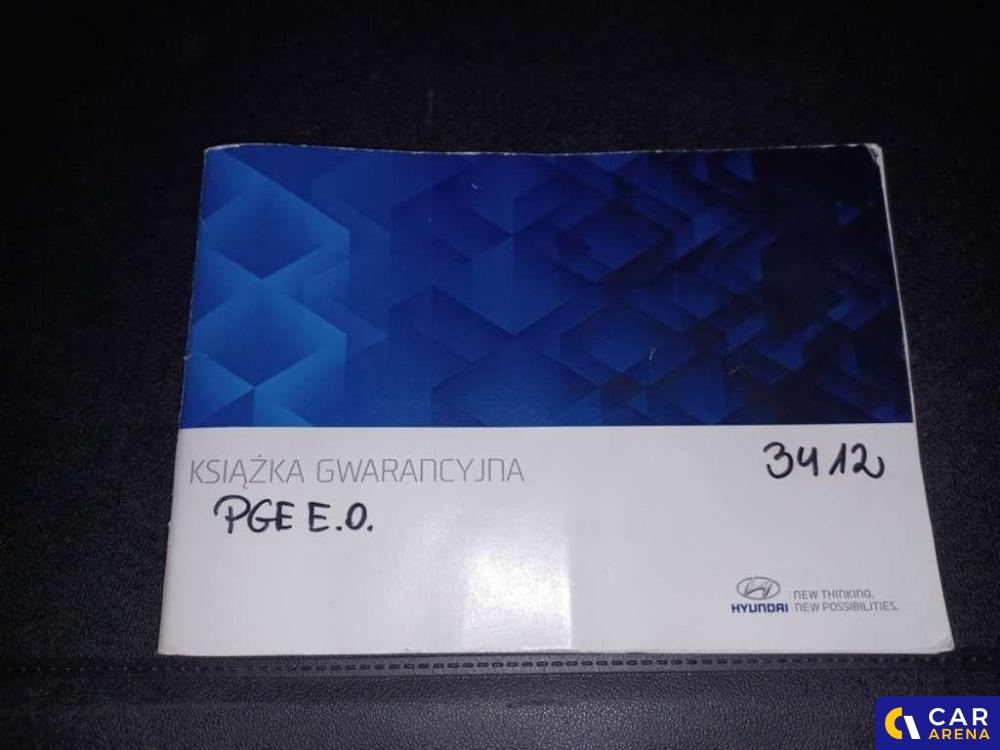 KSIĄŻKA GWARANCYJNA
3412
PGE E.O.
HYUNDAI
NEW THINKING.
NEW POSSIBILITIES.
CAR
ARENA